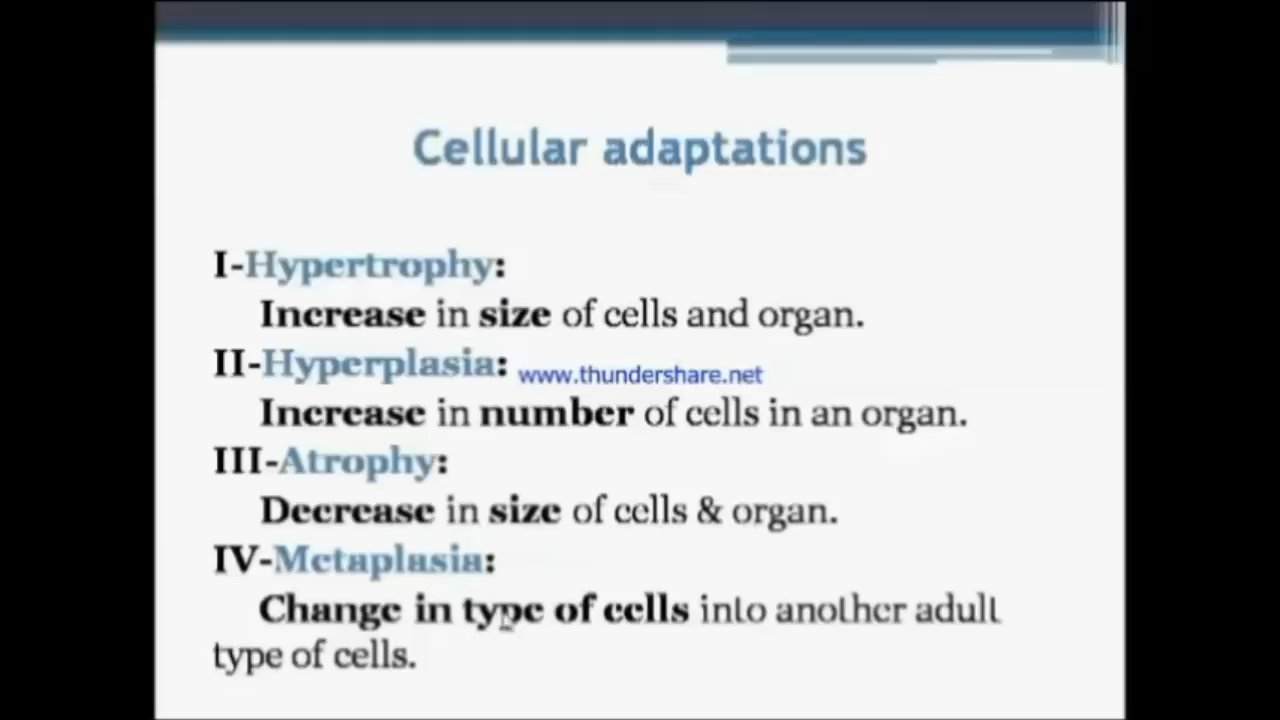 Cellular adaptations
I-Hypertrophy:
Increase in size of cells and organ.
II-Hyperplasia:
www.thundershare.net
Increase in number of cells in an organ.
III-Atrophy:
Decrease in size of cells & organ.
IV-Metaplasia:
Change in type of cells into another adult
type of cells.